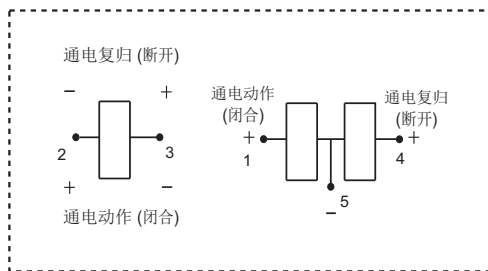 通电复归 (断开)
− +
2 3
+ −
通电动作 (闭合)
通电动作
(闭合)
+
1
通电复归
(断开)
+
4
5
−